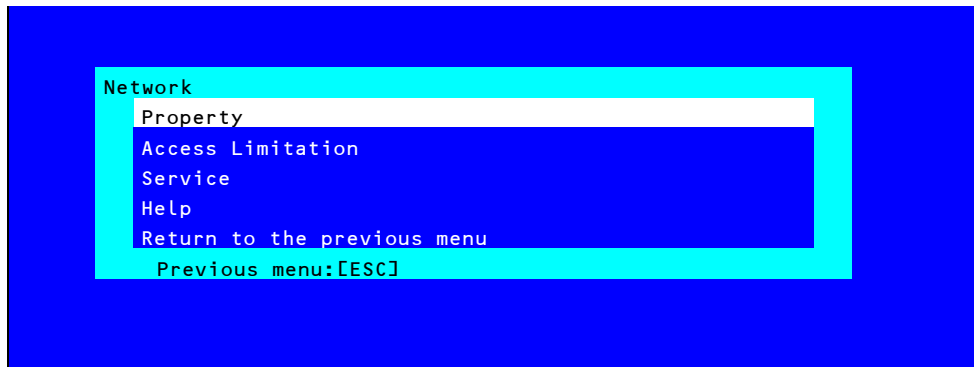 Network
Property
Access Limitation
Service
Help
Return to the previous menu
Previous menu:[ESC]